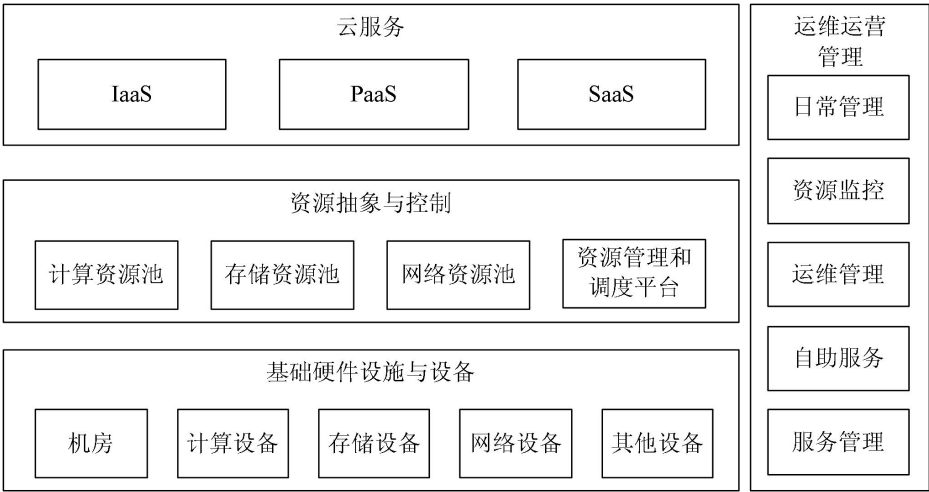 云服务
IaaS
PaaS
SaaS
资源抽象与控制
计算资源池
存储资源池
网络资源池
资源管理和
调度平台
基础硬件设施与设备
机房
计算设备
存储设备
网络设备
其他设备
运维运营
管理
日常管理
资源监控
运维管理
自助服务
服务管理